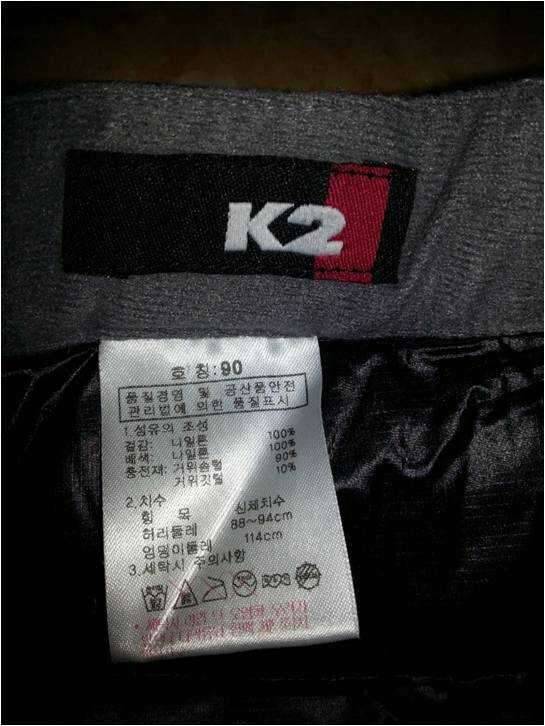 K2
호 칭:90
품질경영 및 공산품안전
관리법에 의한 품질표시
1.섬유의 조성
겉감: 나일론 100%
배색: 나일론 100%
충전재: 거위솜털 90%
거위깃털 10%
2.치수
항 목 신체치수
허리둘레 88~94cm
엉덩이둘레 114cm
3.세탁시 주의사항